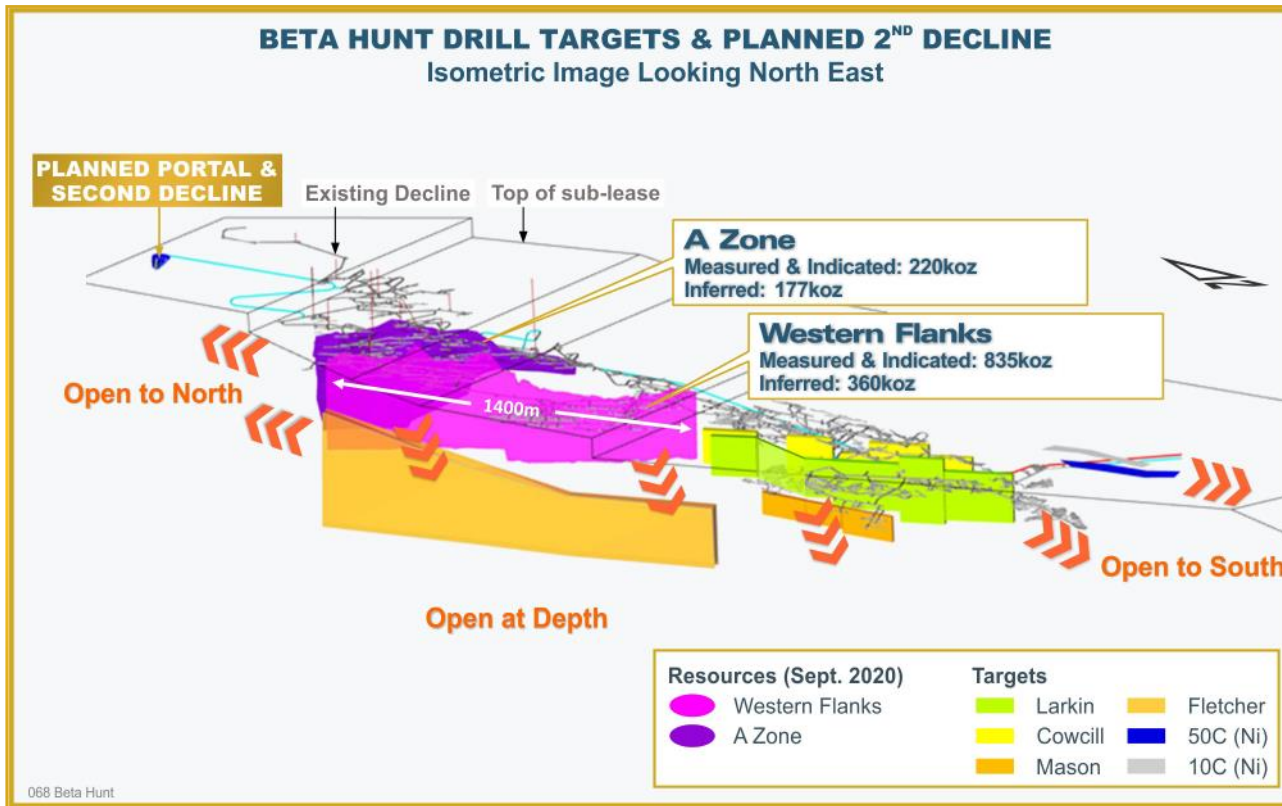 BETA HUNT DRILL TARGETS & PLANNED 2ND DECLINE
Isometric Image Looking North East
PLANNED PORTAL &
SECOND DECLINE
Existing Decline
Top of sub-lease
A Zone
Measured & Indicated: 220koz
Inferred: 177koz
Western Flanks
Measured & Indicated: 835koz
Inferred: 360koz
Open to North
1400m
Open to South
Open at Depth
Resources (Sept. 2020)
Western Flanks
A Zone
Targets
Larkin
Cowcill
Mason
Fletcher
50C (Ni)
10C (Ni)
068 Beta Hunt